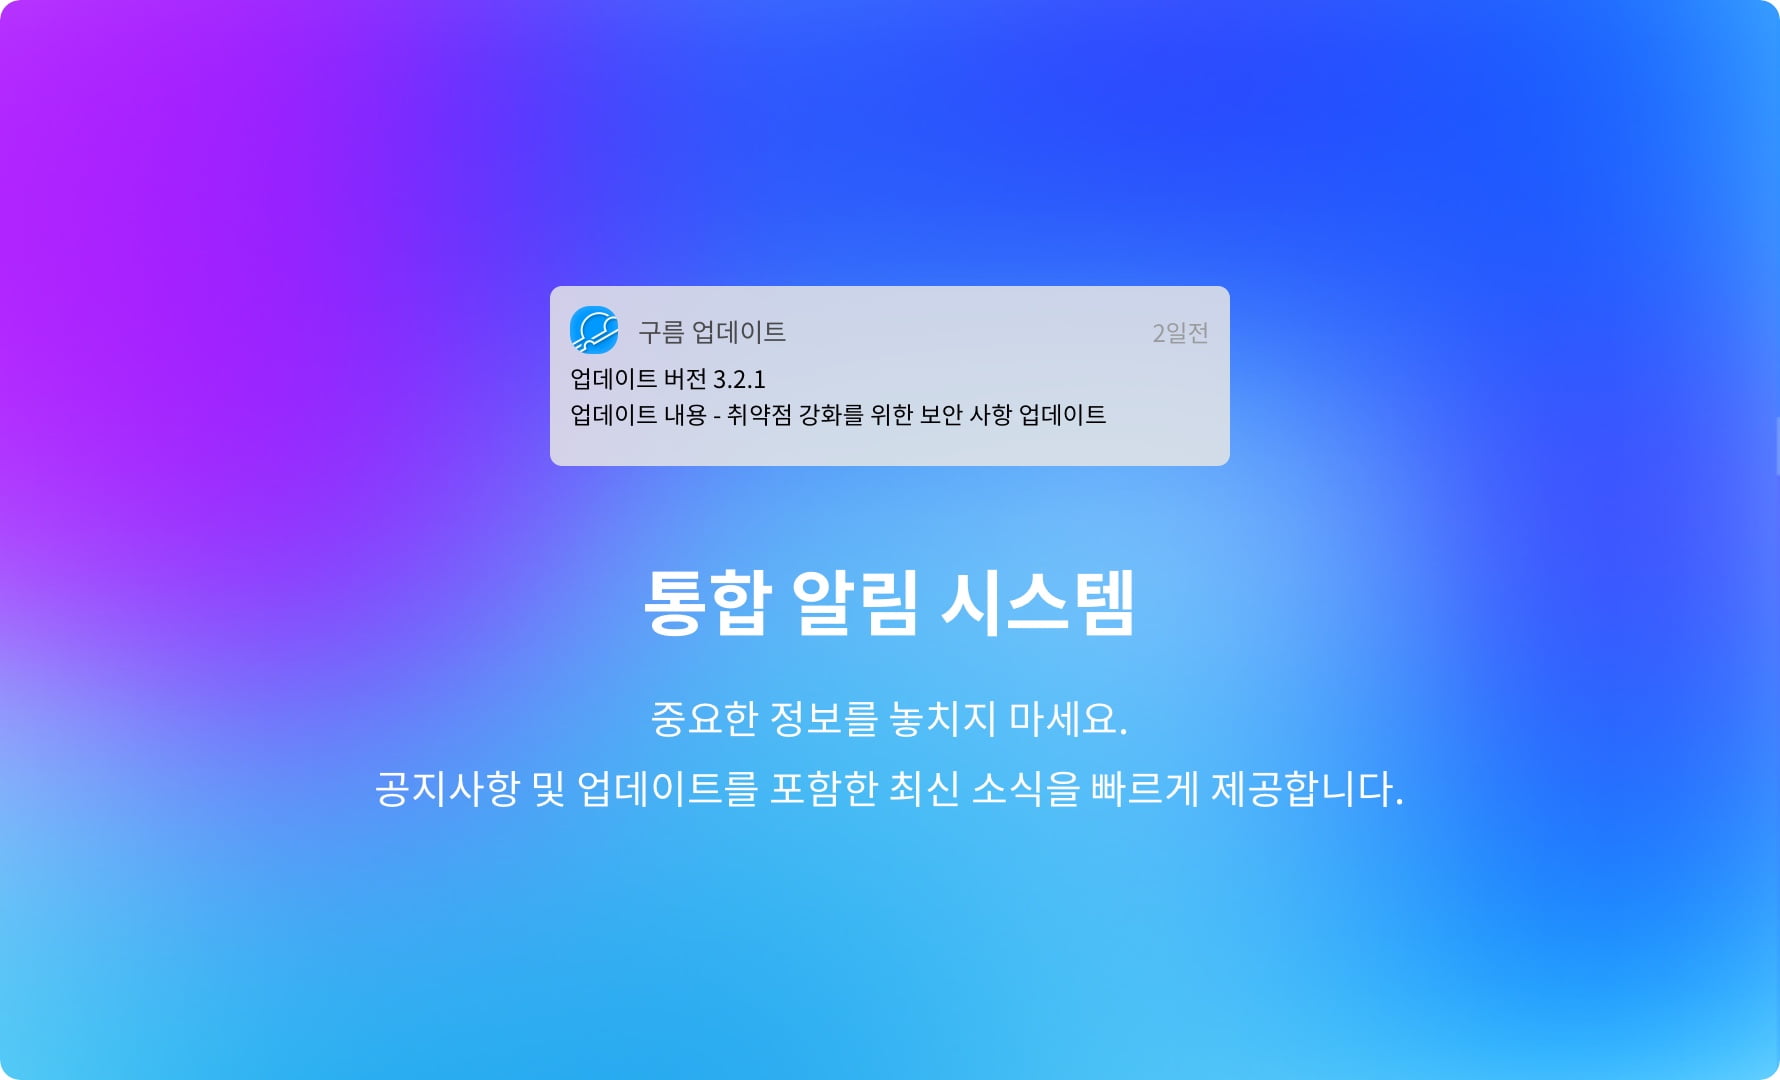 구름 업데이트
2일전
업데이트 버전 3.2.1
업데이트 내용 - 취약점 강화를 위한 보안 사항 업데이트
통합 알림 시스템
중요한 정보를 놓치지 마세요.
공지사항 및 업데이트를 포함한 최신 소식을 빠르게 제공합니다.